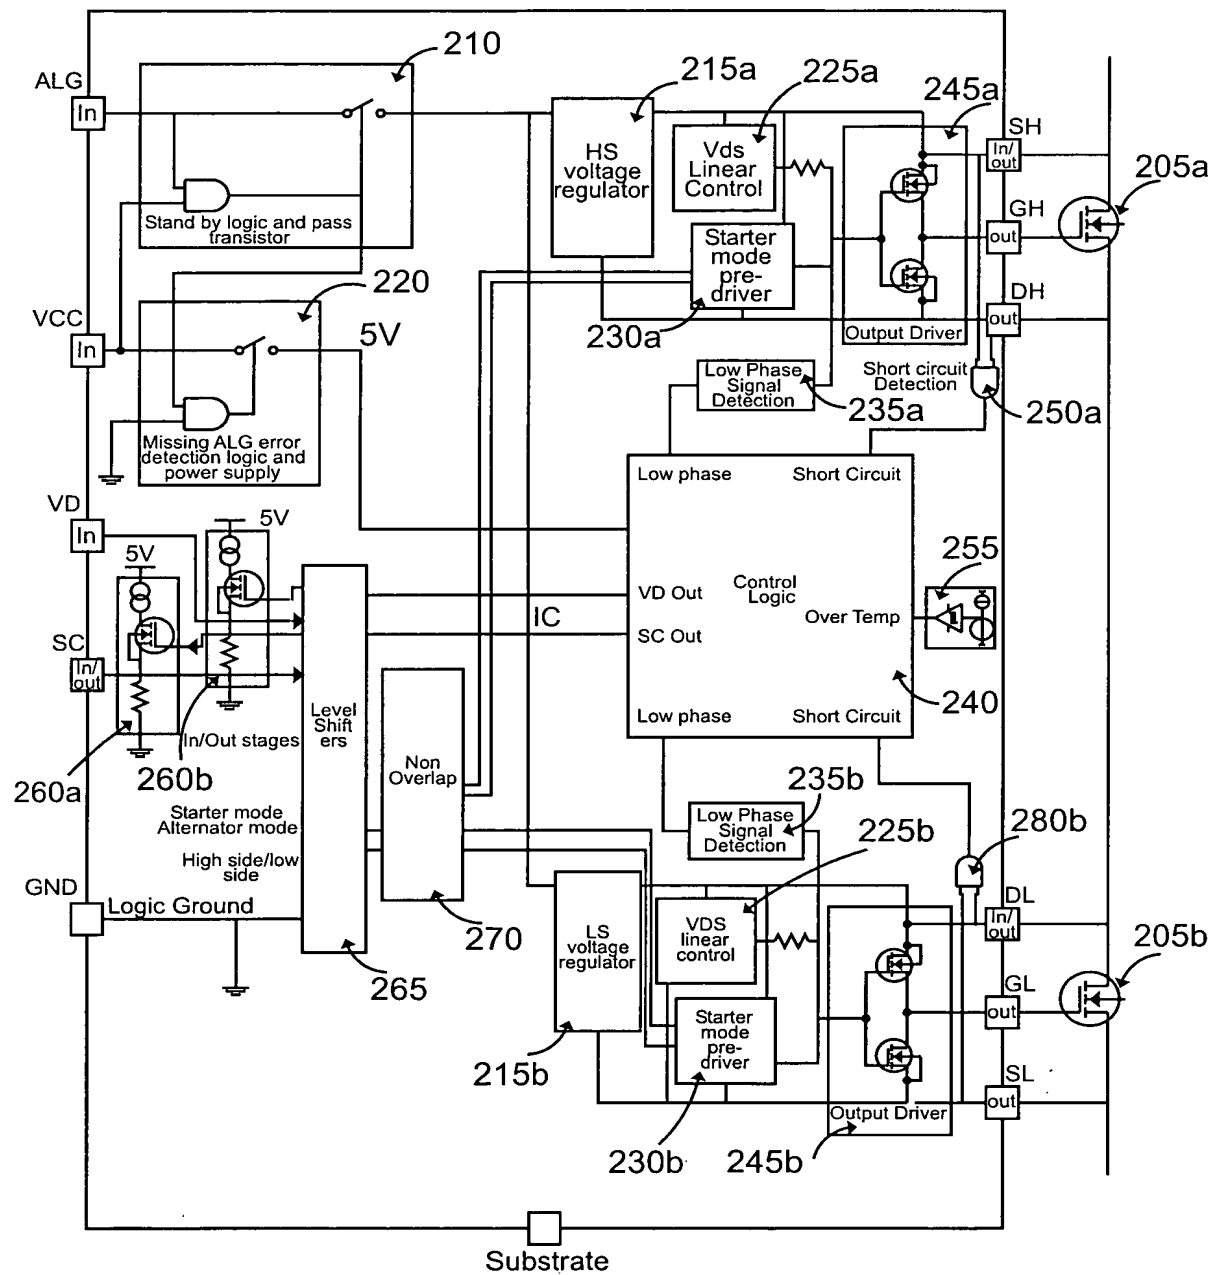 210
ALG
In
Stand by logic and pass
transistor
215a
225a
245a
HS
voltage
regulator
Vds
Linear
Control
SH
In/
out
205a
Starter
mode
pre-
driver
GH
out
220
VCC
In
5V
230a
DH
out
Output Driver
Low Phase
Signal
Detection
235a
Short circuit
Detection
250a
Missing ALG error
detection logic and
power supply
Low phase
Short Circuit
VD
In
5V
5V
255
VD Out
Control
Logic
Over Temp
IC
SC Out
SC
In/
out
240
Low phase
Short Circuit
Level
Shift
ers
In/Out stages
260a
260b
Non
Overlap
235b
Starter mode
Alternator mode
Low Phase
Signal
Detection
225b
280b
High side/low
side
GND
Logic Ground
270
265
LS
voltage
regulator
VDS
linear
control
DL
In/
out
205b
GL
out
Starter
mode
pre-
driver
215b
SL
out
Output Driver
230b
245b
Substrate